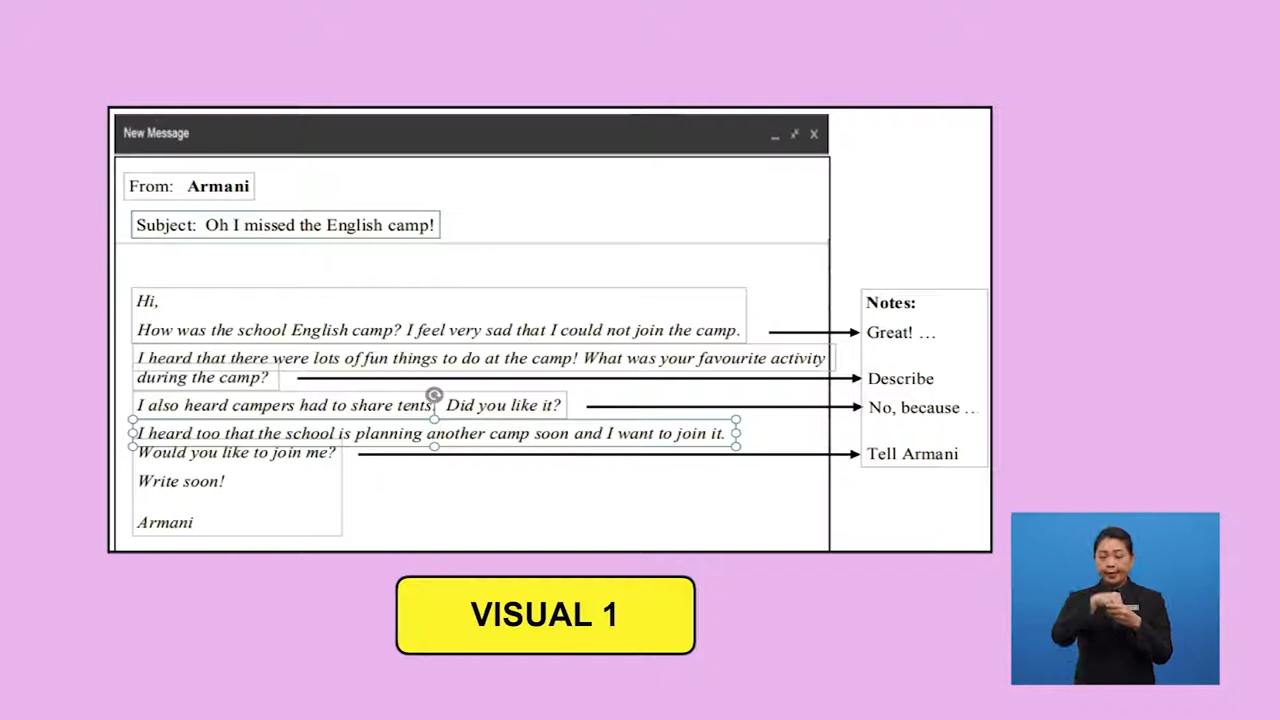 New Message
From: Armani
Subject: Oh I missed the English camp!
Hi,
How was the school English camp? I feel very sad that I could not join the camp.
I heard that there were lots of fun things to do at the camp! What was your favourite activity
during the camp?
I also heard campers had to share tents. Did you like it?
I heard too that the school is planning another camp soon and I want to join it.
Would you like to join me?
Write soon!
Armani
Notes:
Great! …
Describe
No, because …
Tell Armani
VISUAL 1